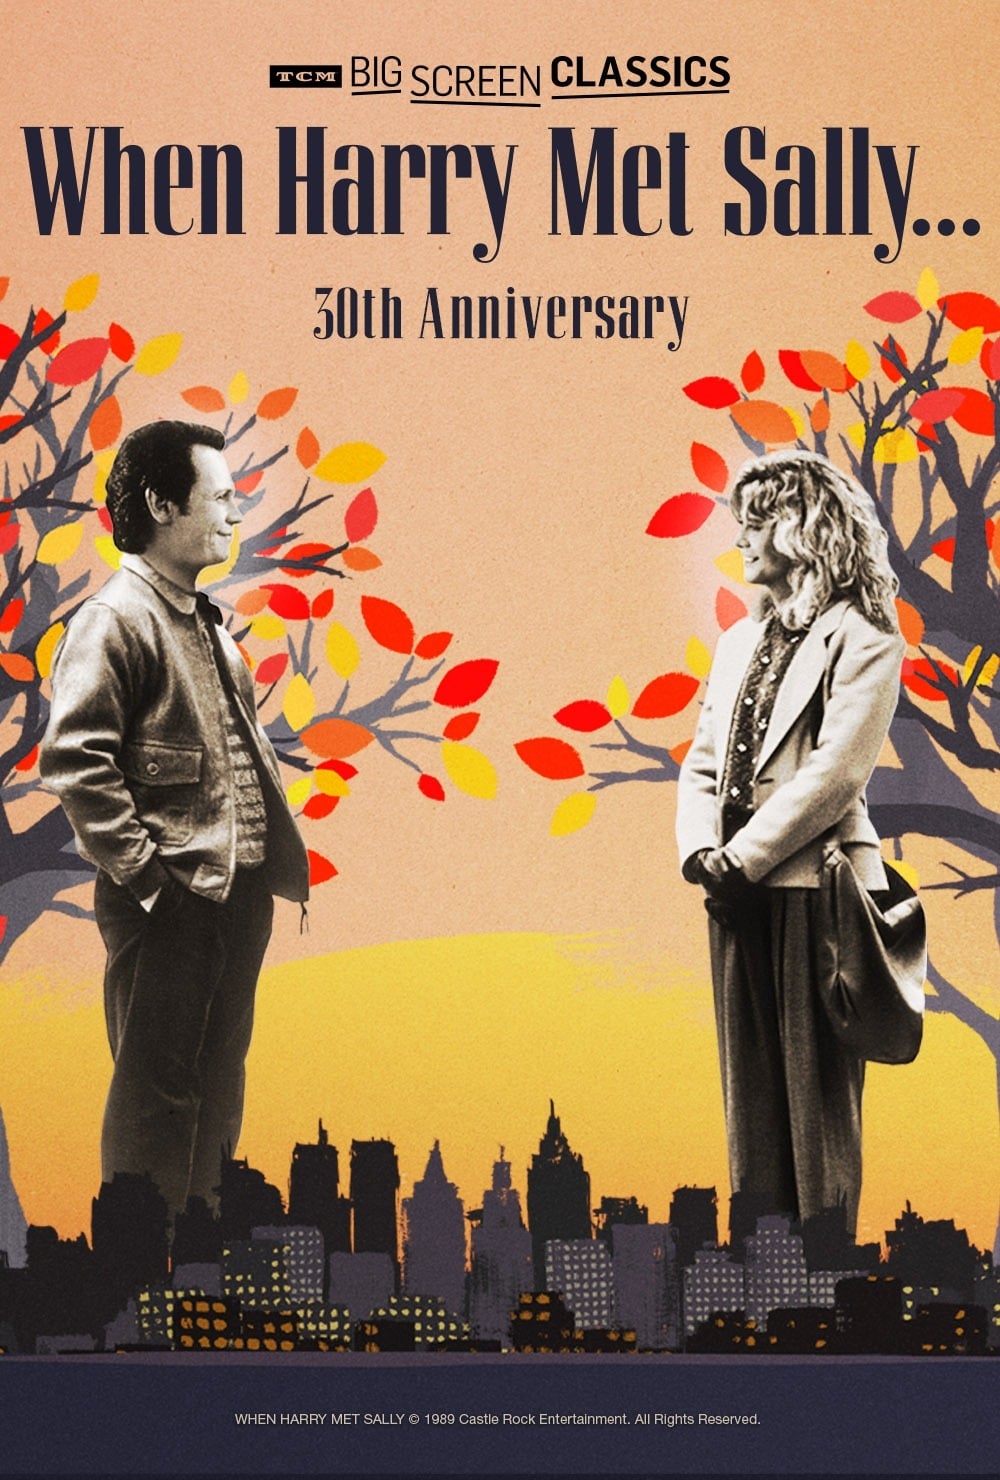 TCM BIG SCREEN CLASSICS
When Harry Met Sally...
30th Anniversary
WHEN HARRY MET SALLY © 1989 Castle Rock Entertainment. All Rights Reserved.